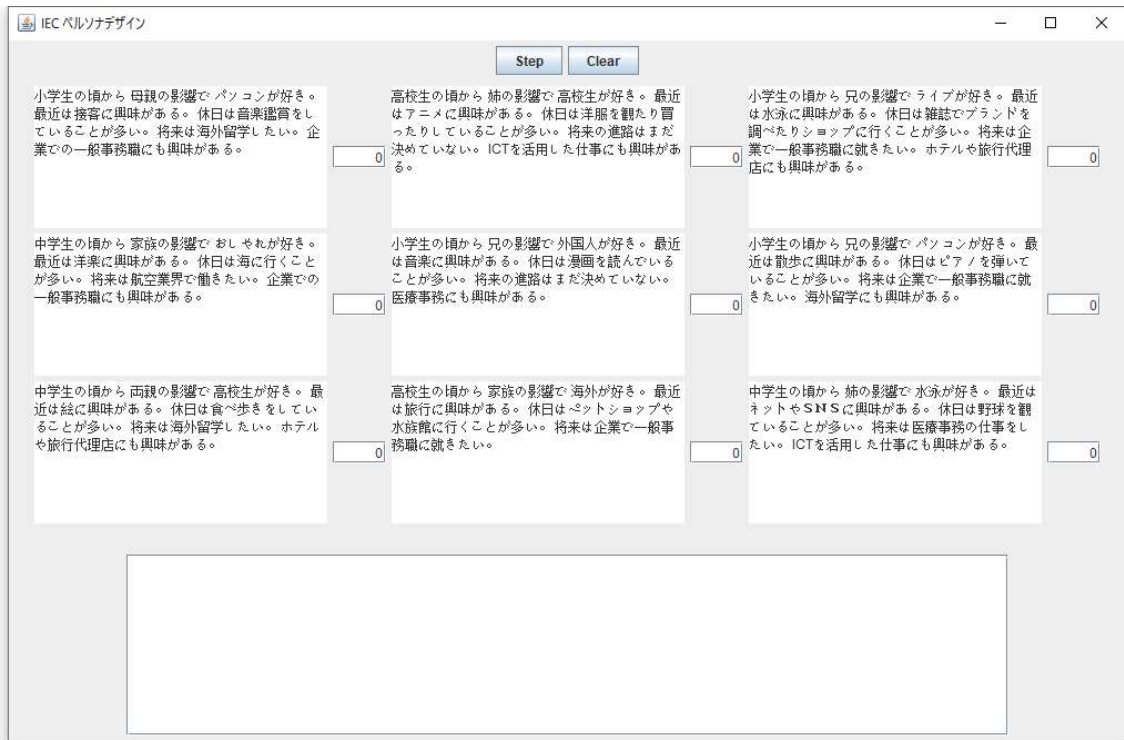 IEC ペルソナデザイン
Step
Clear
小学生の頃から 母親の影響で パソコンが好き。
最近は接客に興味がある。 休日は音楽鑑賞をし
ていることが多い。 将来は海外留学したい。 企
業での一般事務職にも興味がある。
0
高校生の頃から 姉の影響で 高校生が好き。 最近
はアニメに興味がある。 休日は洋服を観たり買
ったりしていることが多い。 将来の進路はまだ
決めていない。 ICTを活用した仕事にも興味があ
る。
0
小学生の頃から 兄の影響で ライブが好き。 最近
は水泳に興味がある。 休日は雑誌でブランドを
調べたりショップに行くことが多い。 将来は企
業で一般事務職に就きたい。 ホテルや旅行代理
店にも興味がある。
0
中学生の頃から 家族の影響で おしゃれが好き。
最近は洋楽に興味がある。 休日は海に行くこと
が多い。 将来は航空業界で働きたい。 企業での
一般事務職にも興味がある。
0
小学生の頃から 兄の影響で 外国人が好き。 最近
は音楽に興味がある。 休日は漫画を読んでいる
ことが多い。 将来の進路はまだ決めていない。
医療事務にも興味がある。
0
小学生の頃から 兄の影響で パソコンが好き。 最
近は散歩に興味がある。 休日はピアノを弾いて
いることが多い。 将来は企業で一般事務職に就
きたい。 海外留学にも興味がある。
0
中学生の頃から 両親の影響で 高校生が好き。 最
近は絵に興味がある。 休日は食べ歩きをしてい
ることが多い。 将来は海外留学したい。 ホテル
や旅行代理店にも興味がある。
0
高校生の頃から 家族の影響で 海外が好き。 最近
は旅行に興味がある。 休日はペットショップや
水族館に行くことが多い。 将来は企業で一般事
務職に就きたい。
0
中学生の頃から 姉の影響で 水泳が好き。 最近は
ネットやSNSに興味がある。 休日は野球を観
ていることが多い。 将来は医療事務の仕事をし
たい。 ICTを活用した仕事にも興味がある。
0